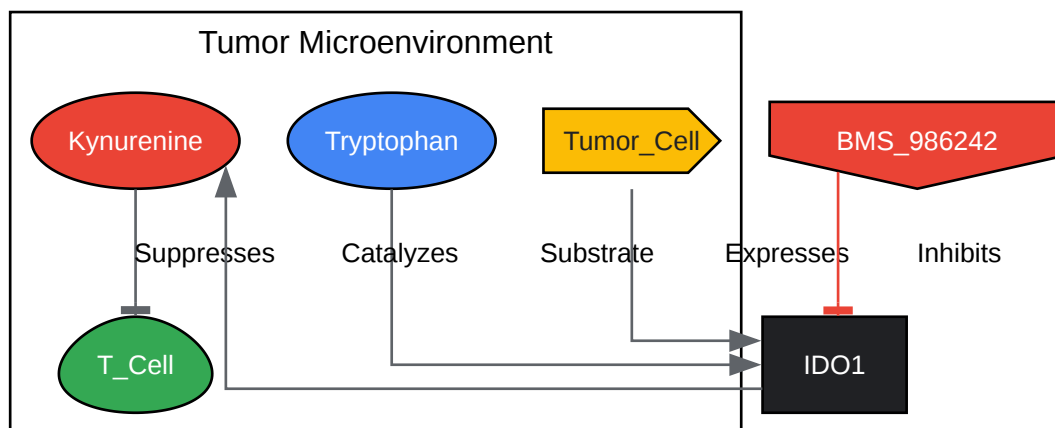 Tumor Microenvironment
Kynurenine
Tryptophan
Tumor_Cell
BMS_986242
Suppresses
Catalyzes
Substrate
Expresses
Inhibits
T_Cell
IDO1